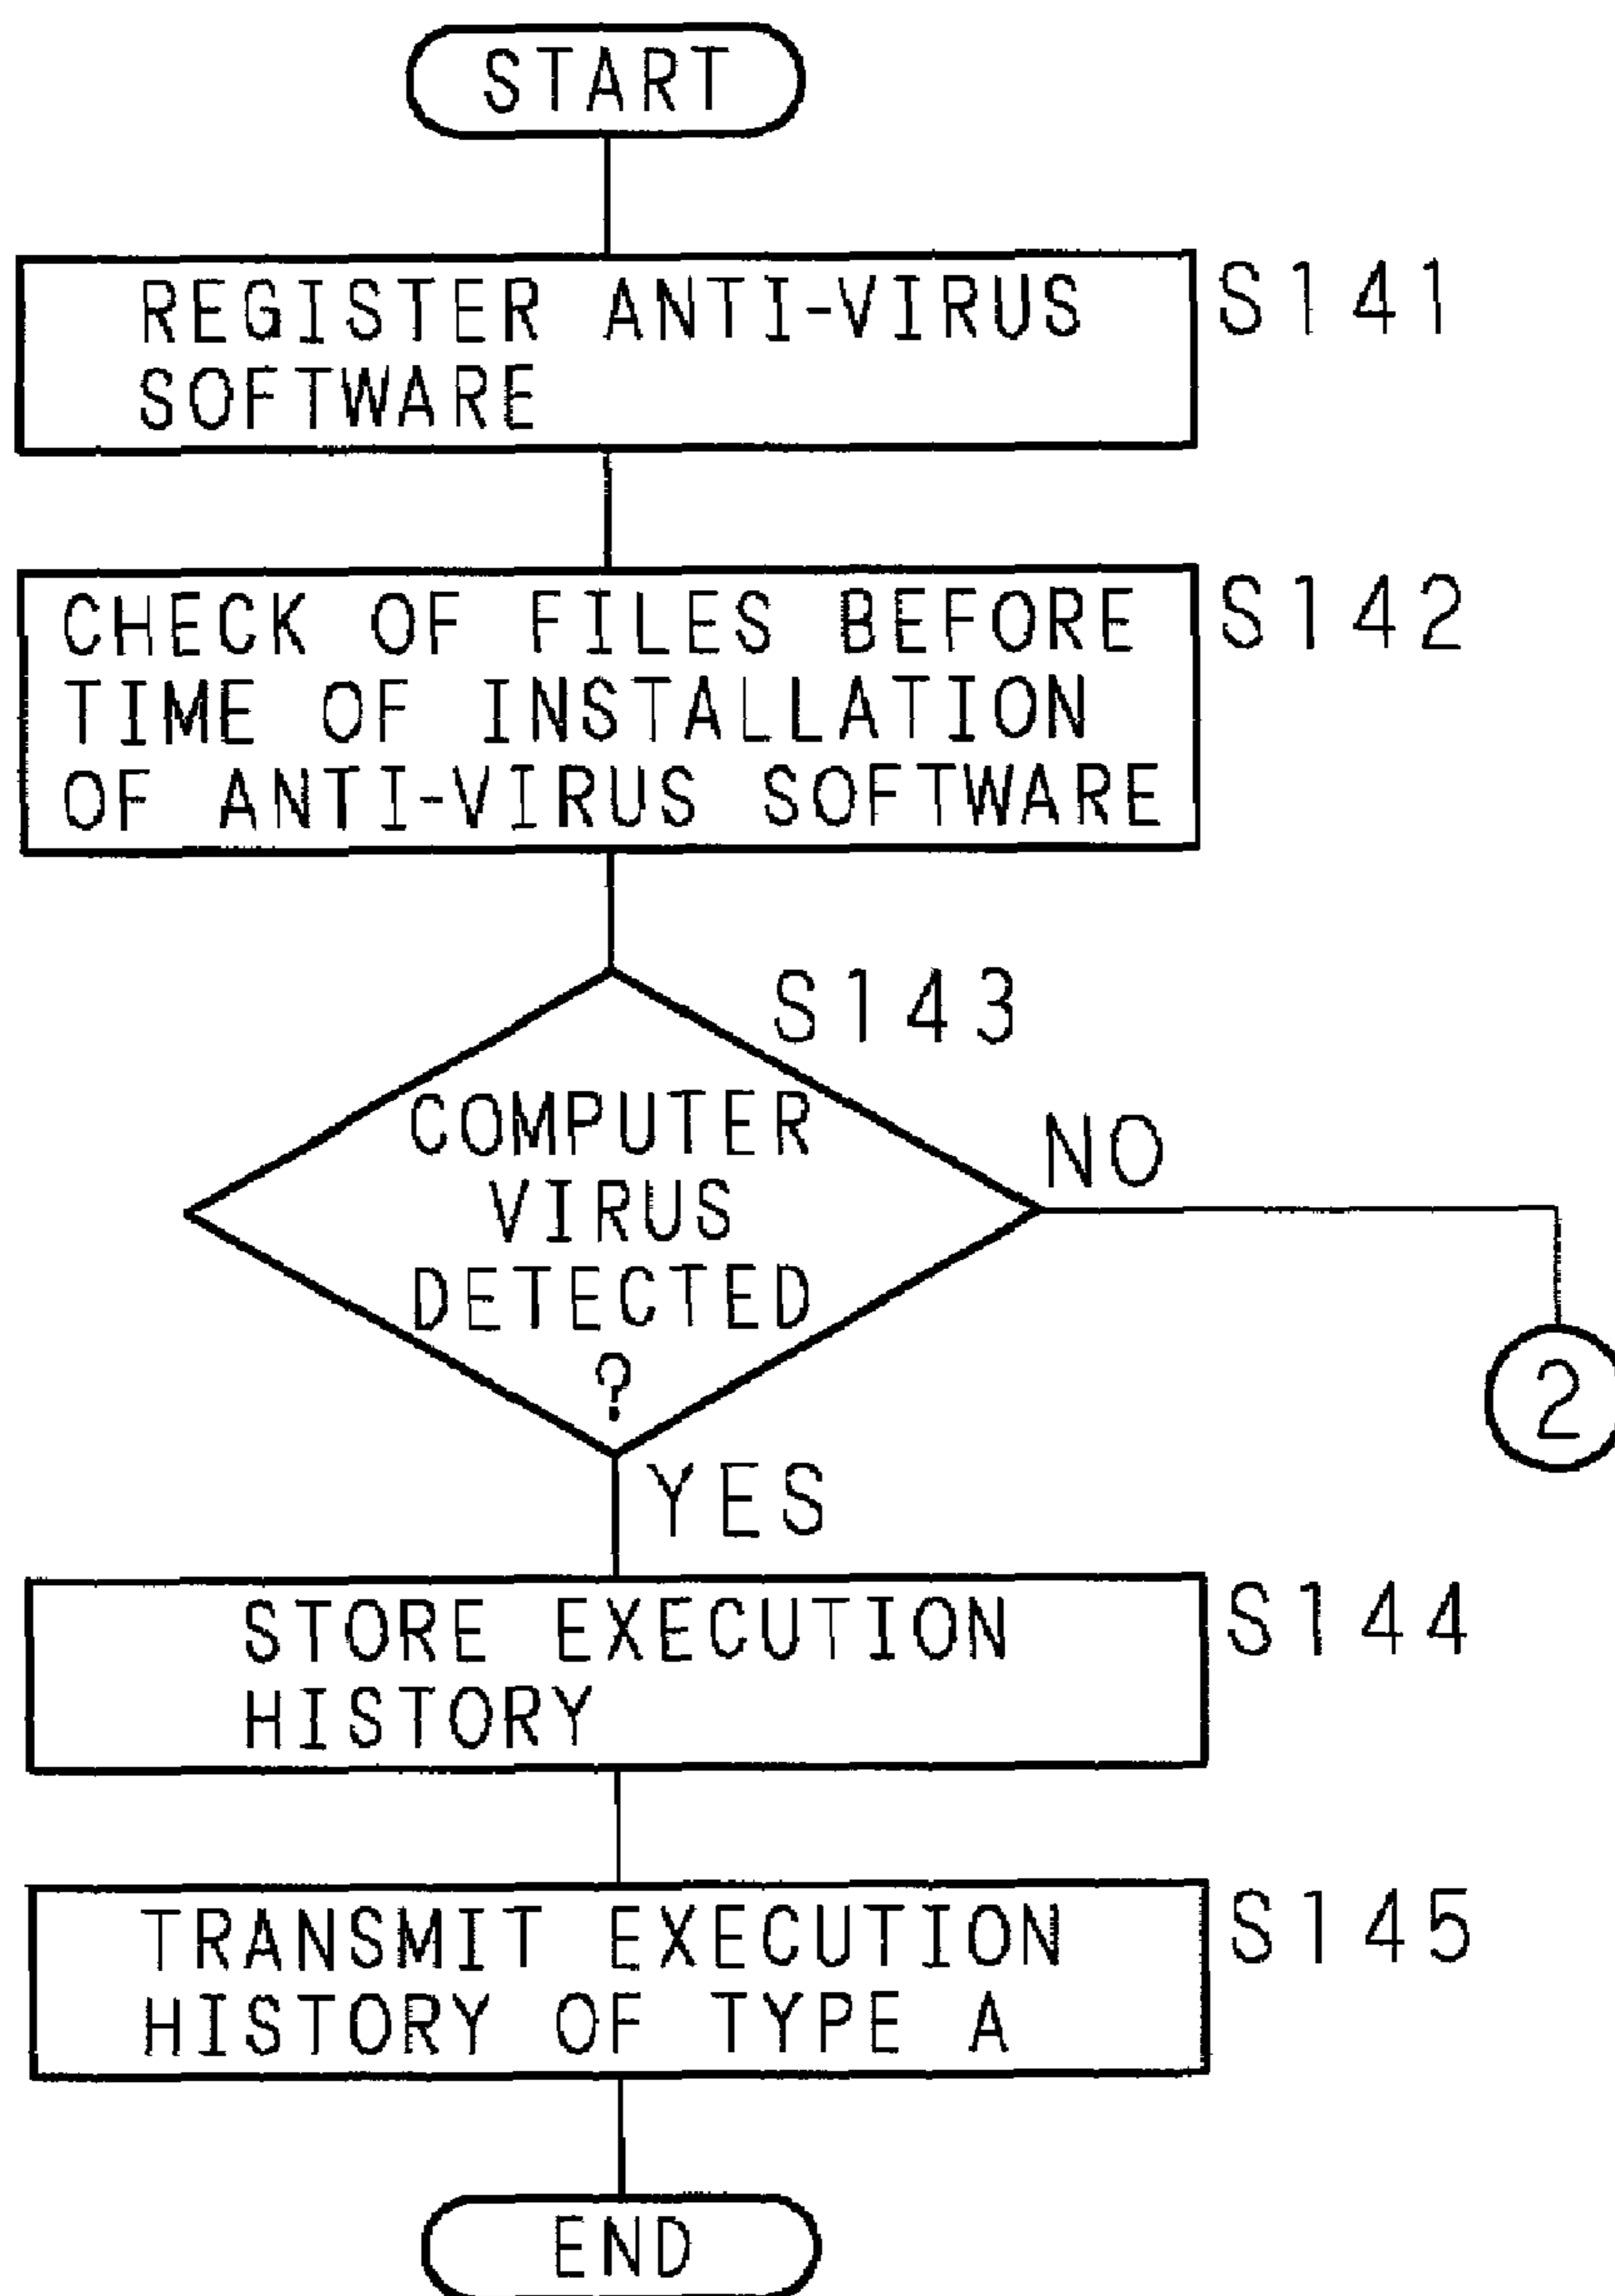 START
REGISTER ANTI-VIRUS
SOFTWARE
S141
CHECK OF FILES BEFORE
TIME OF INSTALLATION
OF ANTI-VIRUS SOFTWARE
S142
S143
COMPUTER
VIRUS
DETECTED
?
NO
2
YES
STORE EXECUTION
HISTORY
S144
TRANSMIT EXECUTION
HISTORY OF TYPE A
S145
END